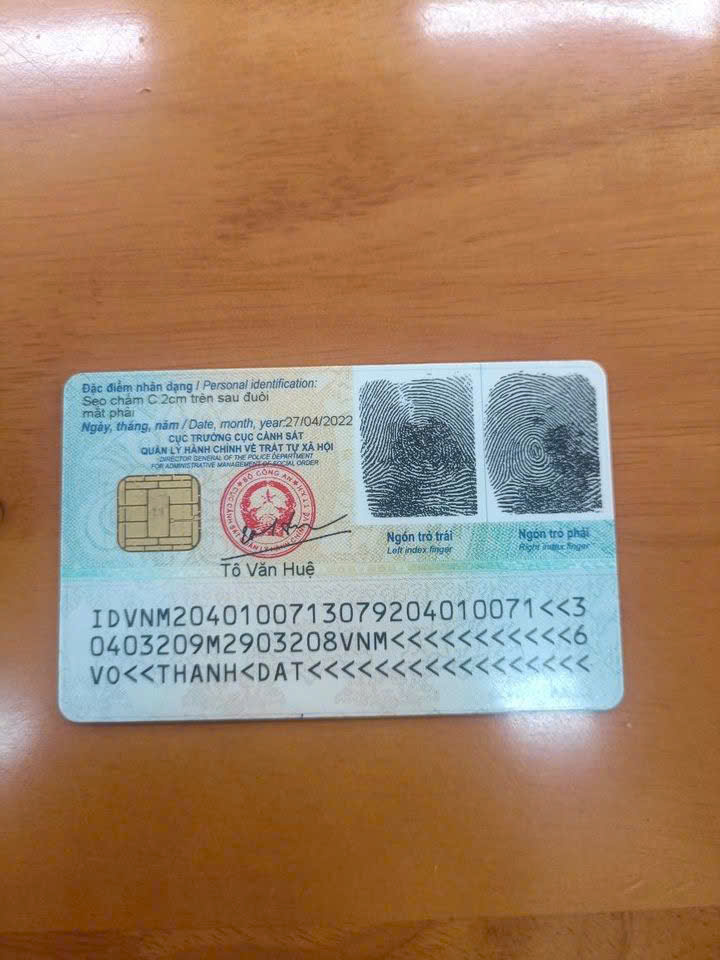 Đặc điểm nhân dạng / Personal identification:
Sẹo chấm C 2cm trên sau đuôi
mắt phải
Ngày, tháng, năm / Date, month, year:27/04/2022
CỤC TRƯỞNG CỤC CẢNH SÁT
QUẢN LÝ HÀNH CHÍNH VỀ TRẬT TỰ XÃ HỘI
DIRECTOR GENERAL OF THE POLICE DEPARTMENT
FOR ADMINISTRATIVE MANAGEMENT OF SOCIAL ORDER
BỘ CÔNG AN
Tô Văn Huệ
Ngón trỏ trái
Left index finger
Ngón trỏ phải
Right index finger
IDVNM2040100713079204010071<<3
0403209M2903208VNM<<<<<<<<<<<6
VO<<THANH<DAT<<<<<<<<<<<<<<<<<